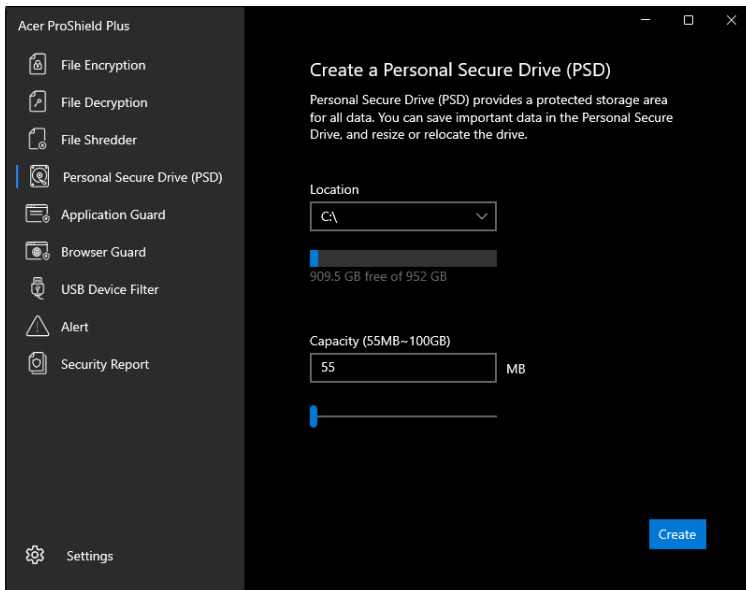 Acer ProShield Plus
File Encryption
File Decryption
File Shredder
Personal Secure Drive (PSD)
Application Guard
Browser Guard
USB Device Filter
Alert
Security Report
Settings
Create a Personal Secure Drive (PSD)
Personal Secure Drive (PSD) provides a protected storage area
for all data. You can save important data in the Personal Secure
Drive, and resize or relocate the drive.
Location
C:\
909.5 GB free of 952 GB
Capacity (55MB~100GB)
55 MB
Create